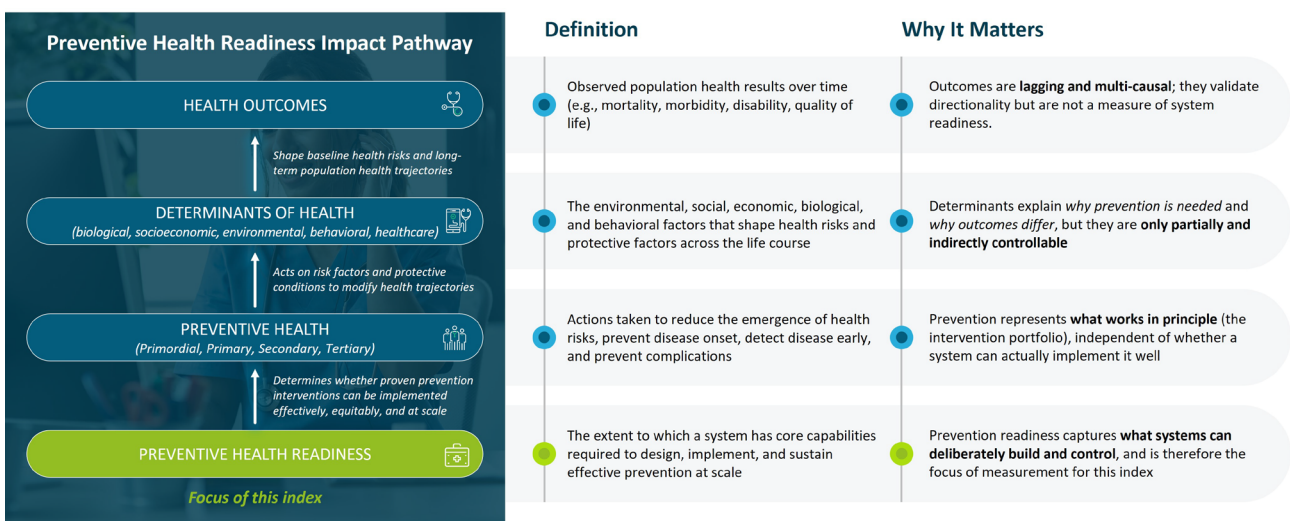 Preventive Health Readiness Impact Pathway
HEALTH OUTCOMES
Shape baseline health risks and long-
term population health trajectories
DETERMINANTS OF HEALTH
(biological, socioeconomic, environmental, behavioral, healthcare)
Acts on risk factors and protective
conditions to modify health trajectories
PREVENTIVE HEALTH
(Primordial, Primary, Secondary, Tertiary)
Determines whether proven prevention
interventions can be implemented
effectively, equitably, and at scale
PREVENTIVE HEALTH READINESS
Focus of this index
Definition
Observed population health results over time
(e.g., mortality, morbidity, disability, quality of
life)
The environmental, social, economic, biological,
and behavioral factors that shape health risks and
protective factors across the life course
Actions taken to reduce the emergence of health
risks, prevent disease onset, detect disease early,
and prevent complications
The extent to which a system has core capabilities
required to design, implement, and sustain
effective prevention at scale
Why It Matters
Outcomes are lagging and multi-causal; they validate
directionality but are not a measure of system
readiness.
Determinants explain why prevention is needed and
why outcomes differ, but they are only partially and
indirectly controllable
Prevention represents what works in principle (the
intervention portfolio), independent of whether a
system can actually implement it well
Prevention readiness captures what systems can
deliberately build and control, and is therefore the
focus of measurement for this index